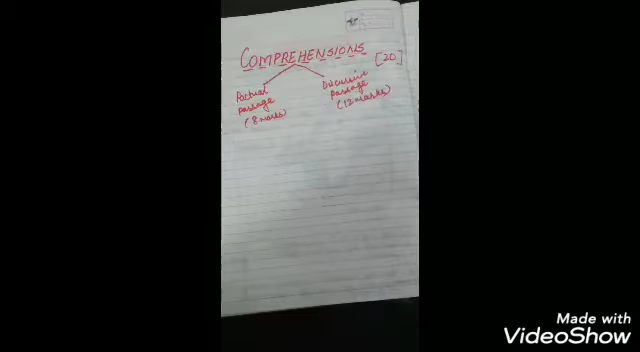 COMPREHENSIONS
[20]
Factual
passage
(8 marks)
Discursive
passage
(12 marks)
Made with
VideoShow